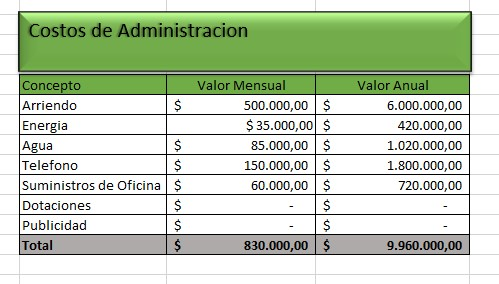 Costos de Administracion
Concepto Valor Mensual Valor Anual
Arriendo $ 500.000,00 $ 6.000.000,00
Energia $ 35.000,00 $ 420.000,00
Agua $ 85.000,00 $ 1.020.000,00
Telefono $ 150.000,00 $ 1.800.000,00
Suministros de Oficina $ 60.000,00 $ 720.000,00
Dotaciones $ - $ -
Publicidad $ - $ -
Total $ 830.000,00 $ 9.960.000,00